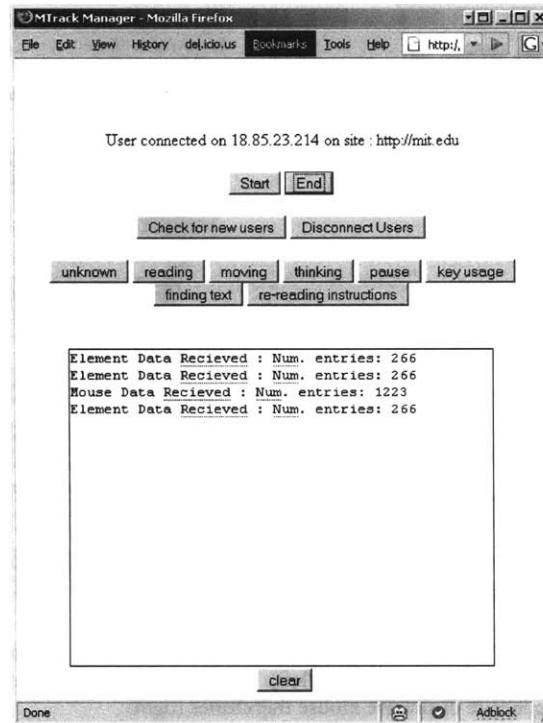 MTrack Manager - Mozilla Firefox
File Edit View History del.icio.us Bookmarks Tools Help http:/, G
User connected on 18.85.23.214 on site : http://mit.edu
Start End
Check for new users Disconnect Users
unknown reading moving thinking pause key usage
finding text re-reading instructions
Element Data Recieved : Num. entries: 266
Element Data Recieved : Num. entries: 266
Mouse Data Recieved : Num. entries: 1223
Element Data Recieved : Num. entries: 266
clear
Done Adblock